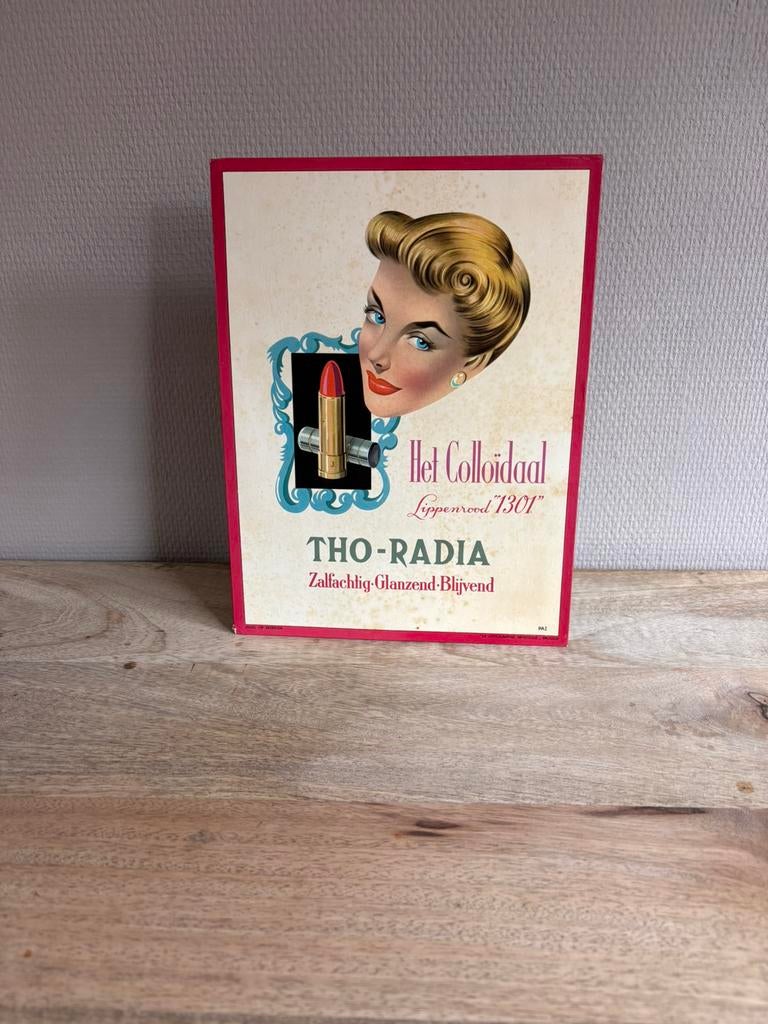 Het Colloïdaal
Lippenrood "1301"
THO-RADIA
Zalfachtig·Glanzend·Blijvend